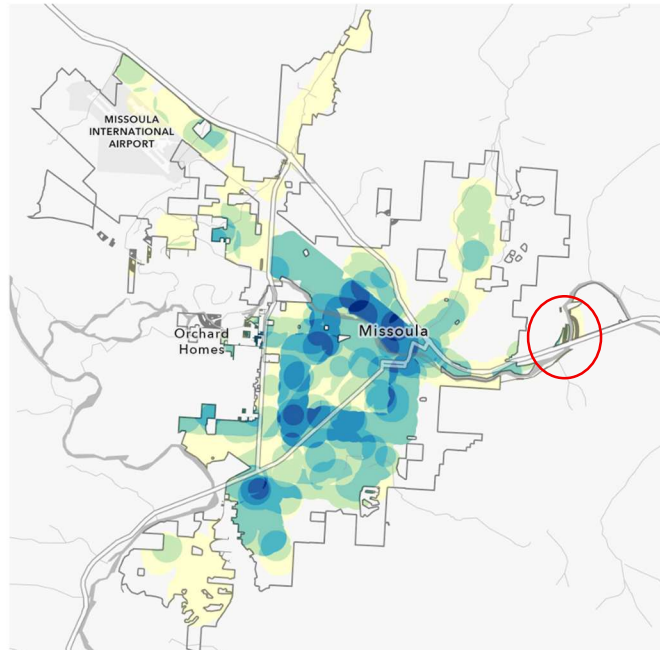 MISSOULA
INTERNATIONAL
AIRPORT
Orchard
Homes
Missoula